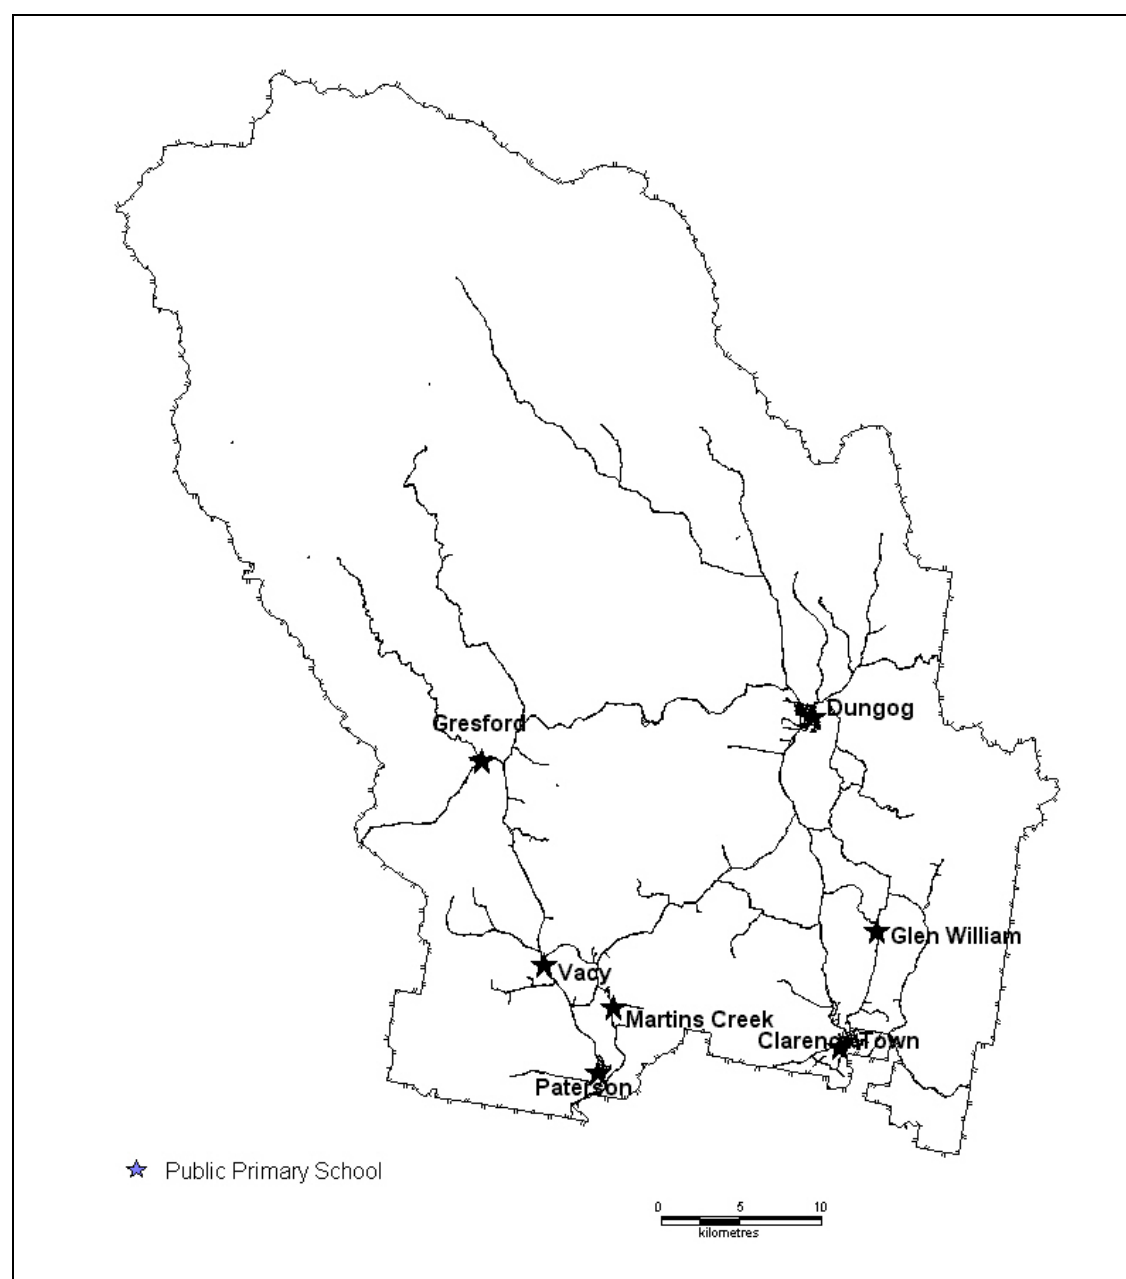 Dungog
Gresford
Glen William
Vacy
Martins Creek
Clarence Town
Paterson
Public Primary School
0 5 10
kilometres